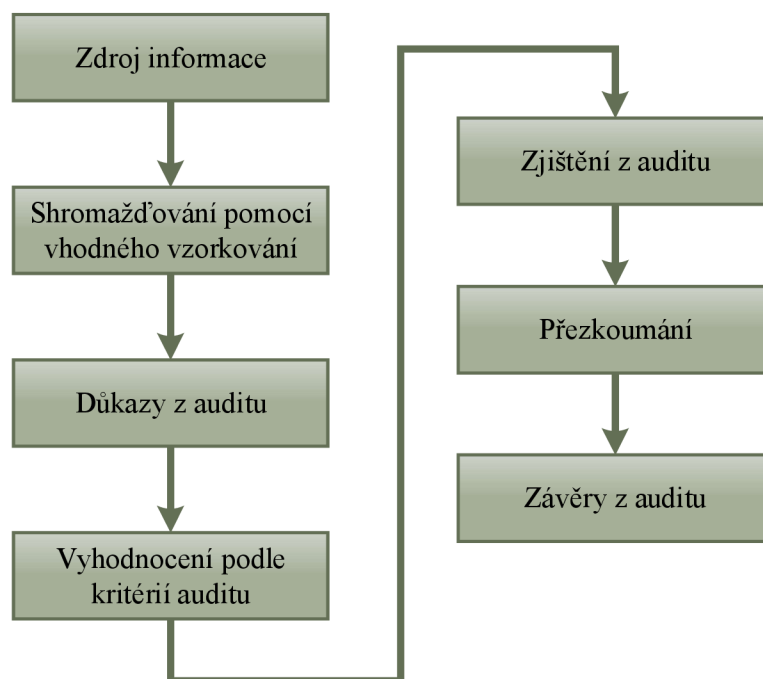 Zdroj informace
Shromažďování pomocí
vhodného vzorkování
Důkazy z auditu
Vyhodnocení podle
kritérií auditu
Zjištění z auditu
Přezkoumání
Závěry z auditu